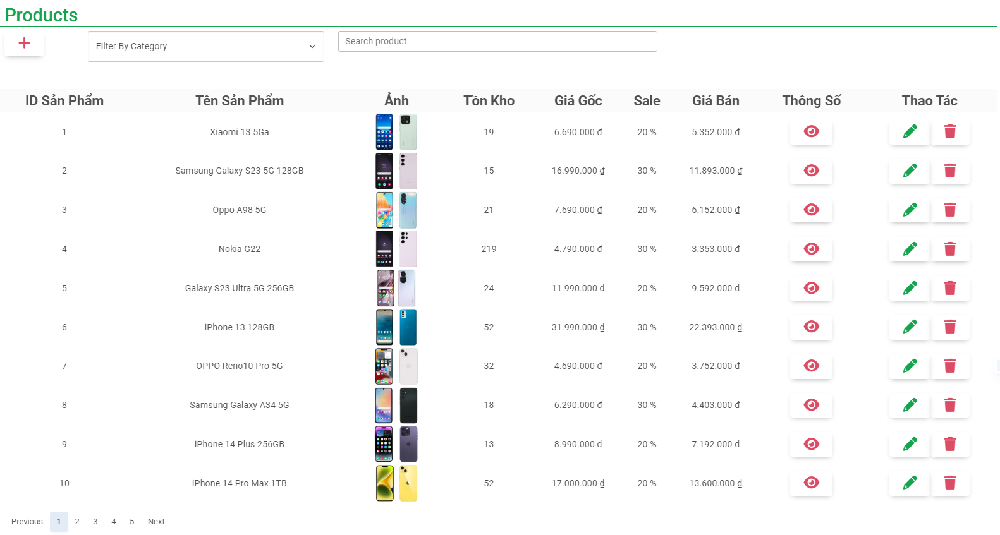 Products
Filter By Category
Search product
ID Sản Phẩm Tên Sản Phẩm Ảnh Tồn Kho Giá Gốc Sale Giá Bán Thông Số Thao Tác
1 Xiaomi 13 5Ga 19 6.690.000 ₫ 20 % 5.352.000 ₫
2 Samsung Galaxy S23 5G 128GB 15 16.990.000 ₫ 30 % 11.893.000 ₫
3 Oppo A98 5G 21 7.690.000 ₫ 20 % 6.152.000 ₫
4 Nokia G22 219 4.790.000 ₫ 30 % 3.353.000 ₫
5 Galaxy S23 Ultra 5G 256GB 24 11.990.000 ₫ 20 % 9.592.000 ₫
6 iPhone 13 128GB 52 31.990.000 ₫ 30 % 22.393.000 ₫
7 OPPO Reno10 Pro 5G 32 4.690.000 ₫ 20 % 3.752.000 ₫
8 Samsung Galaxy A34 5G 18 6.290.000 ₫ 30 % 4.403.000 ₫
9 iPhone 14 Plus 256GB 13 8.990.000 ₫ 20 % 7.192.000 ₫
10 iPhone 14 Pro Max 1TB 52 17.000.000 ₫ 20 % 13.600.000 ₫
Previous 1 2 3 4 5 Next